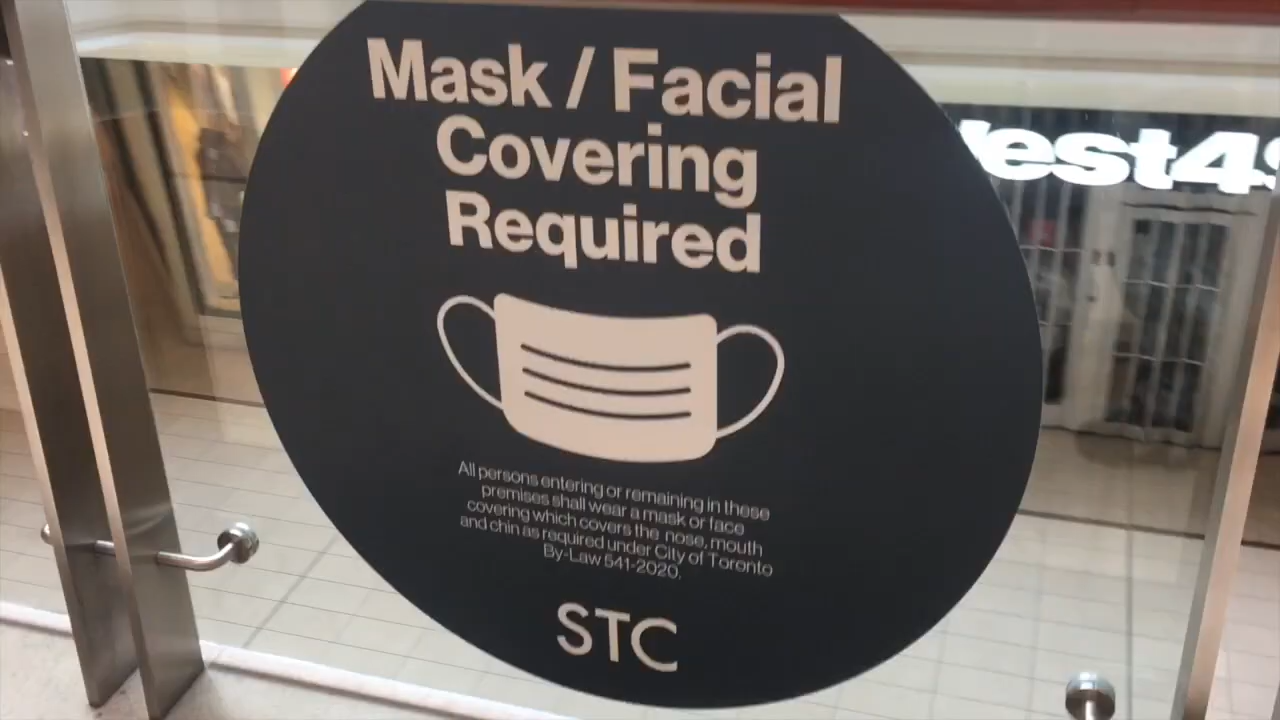 Mask / Facial
Covering
Required
All persons entering or remaining in these
premises shall wear a mask or face
covering which covers the nose, mouth
and chin as required under City of Toronto
By-Law 541-2020.
STC